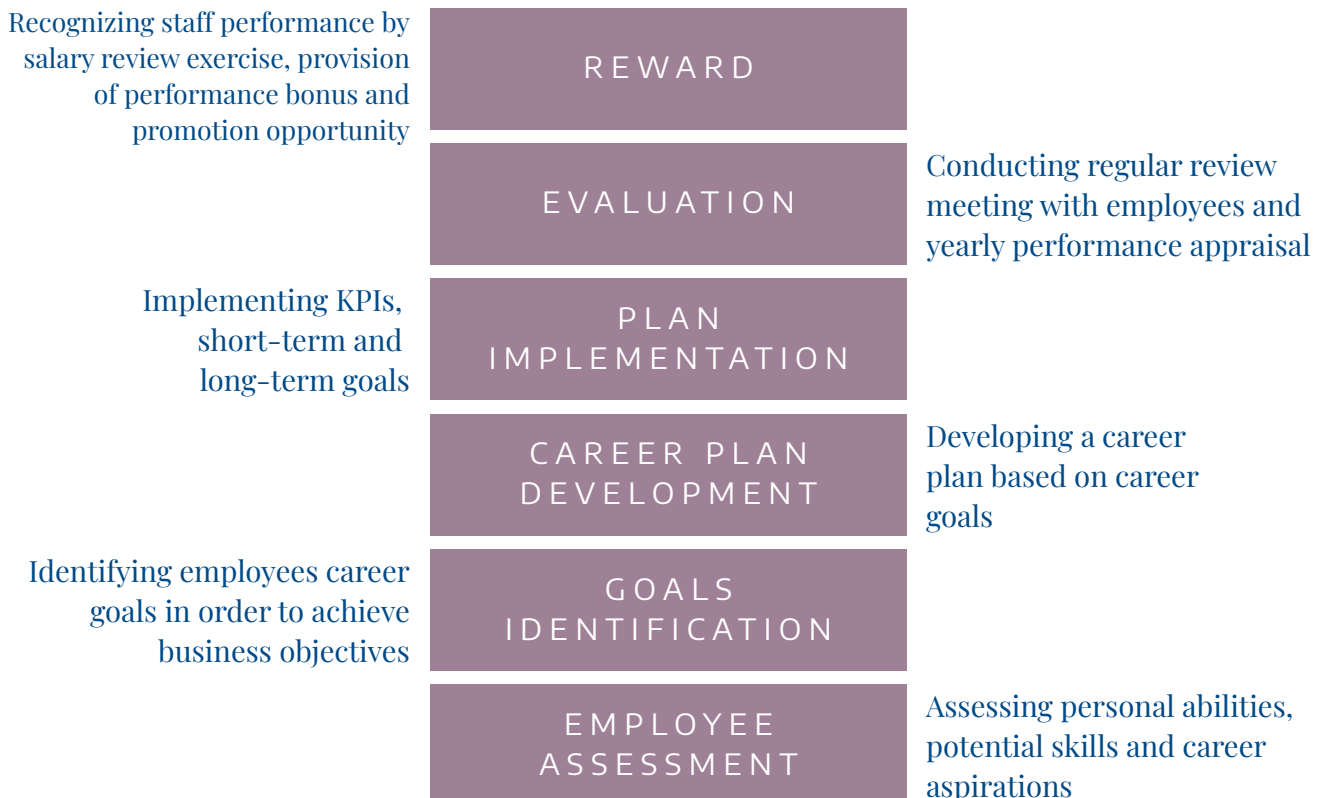 Recognizing staff performance by
salary review exercise, provision
of performance bonus and
promotion opportunity
REWARD
EVALUATION
Conducting regular review
meeting with employees and
yearly performance appraisal
Implementing KPIs,
short-term and
long-term goals
PLAN
IMPLEMENTATION
CAREER PLAN
DEVELOPMENT
Developing a career
plan based on career
goals
Identifying employees career
goals in order to achieve
business objectives
GOALS
IDENTIFICATION
EMPLOYEE
ASSESSMENT
Assessing personal abilities,
potential skills and career
aspirations